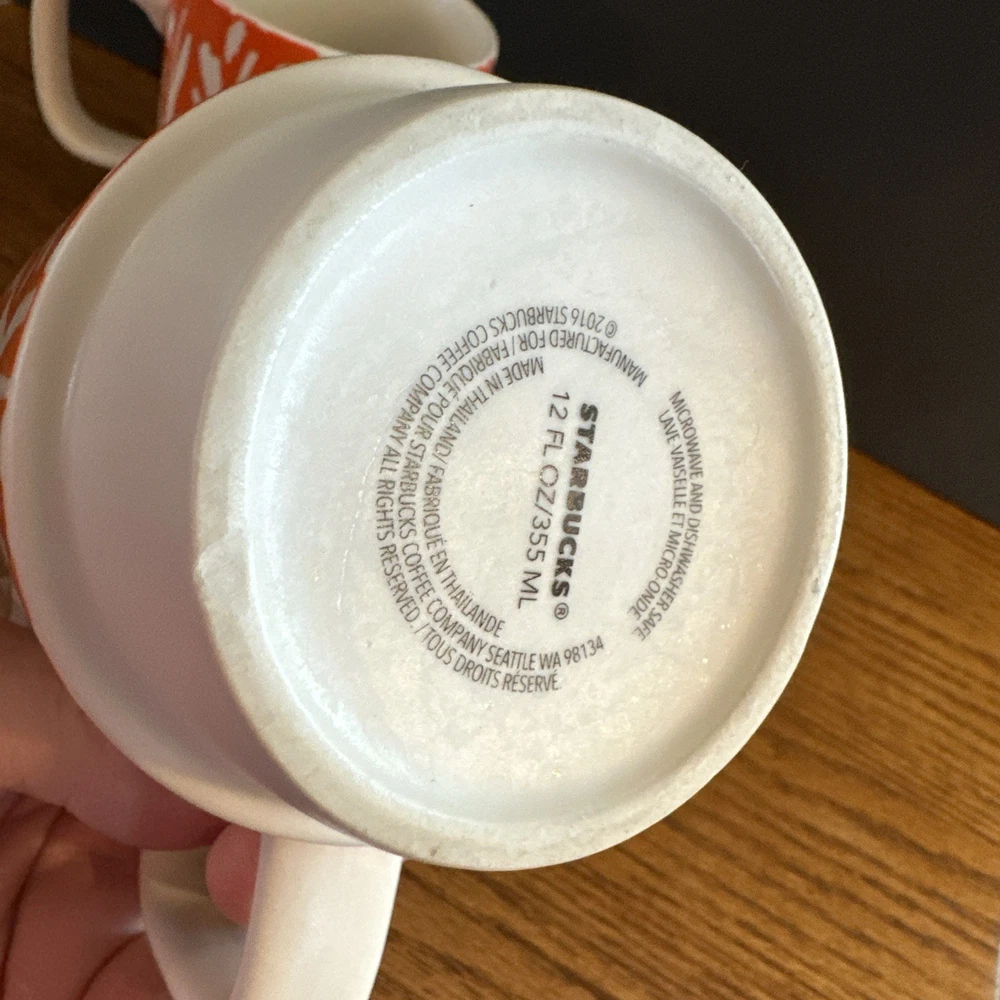 STARBUCKS®
12 FL OZ/355 ML
MICROWAVE AND DISHWASHER SAFE
LAVE VAISELLE ET MICRO-ONDE
MADE IN THAILAND/ FABRIQUÉ EN THAÏLANDE
MANUFACTURED FOR / FABRIQUÉ POUR STARBUCKS COFFEE COMPANY SEATTLE WA 98134
©2016 STARBUCKS COFFEE COMPANY ALL RIGHTS RESERVED / TOUS DROITS RÉSERVÉ.